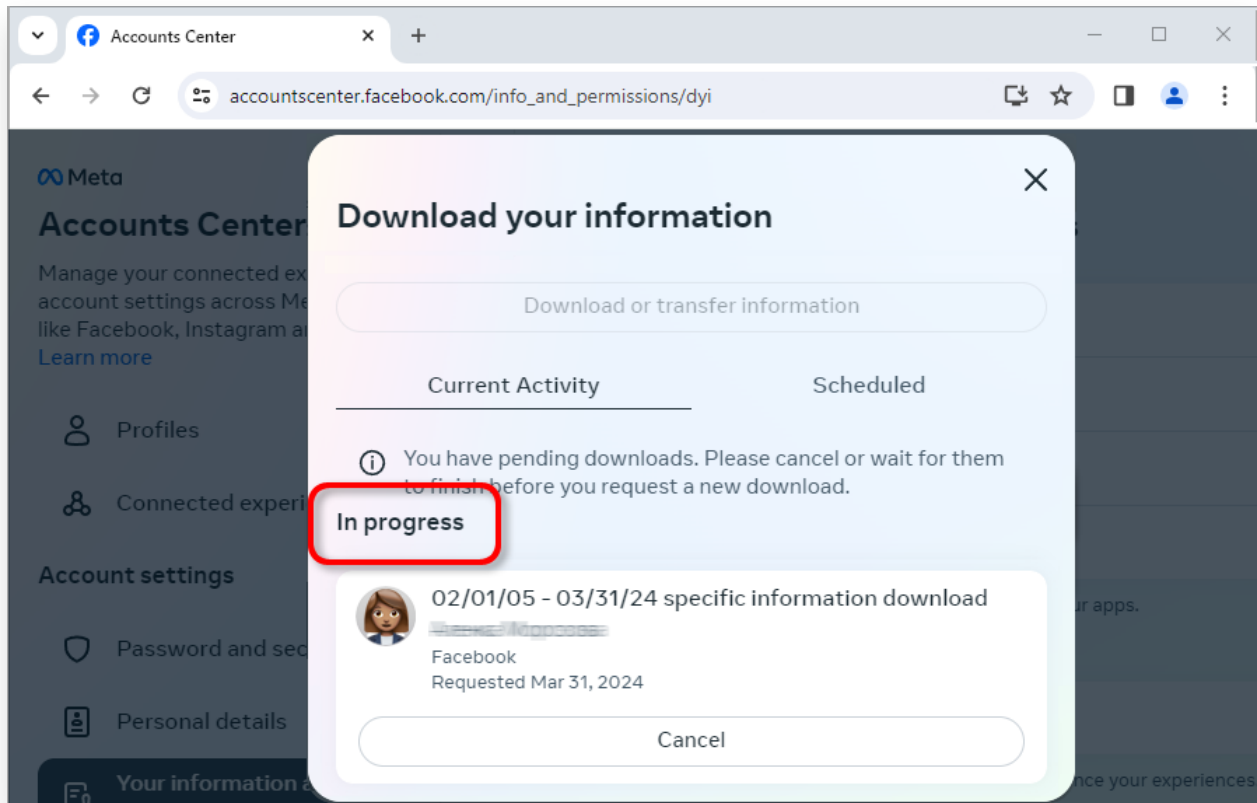 Accounts Center
accountscenter.facebook.com/info_and_permissions/dyi
Meta
Accounts Center
Manage your connected ex
account settings across Me
like Facebook, Instagram a
Learn more
Profiles
Connected experi
Account settings
Password and sec
Personal details
Your information a
Download your information
Download or transfer information
Current Activity
Scheduled
You have pending downloads. Please cancel or wait for them
to finish before you request a new download.
In progress
02/01/05 - 03/31/24 specific information download
Facebook
Requested Mar 31, 2024
Cancel
ur apps.
nce your experiences